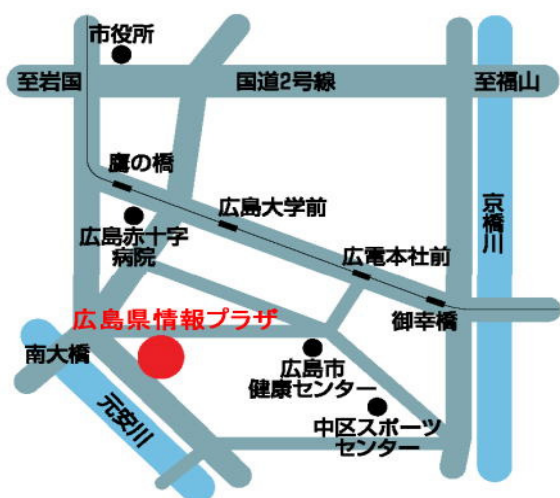 市役所
至岩国
国道2号線
至福山
鷹の橋
広島大学前
京橋川
広島赤十字
病院
広電本社前
広島県情報プラザ
御幸橋
南大橋
広島市
健康センター
元安川
中区スポーツ
センター